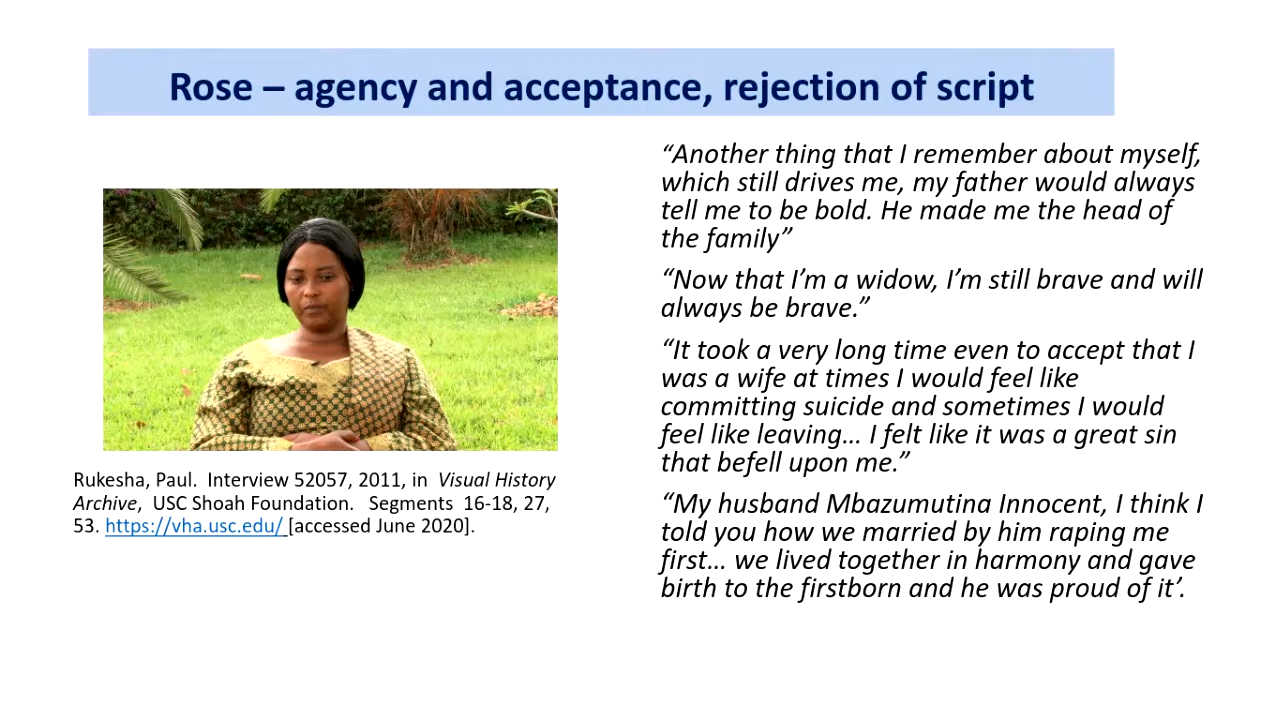 Rose – agency and acceptance, rejection of script
Rukesha, Paul.  Interview 52057, 2011, in  Visual History
Archive,  USC Shoah Foundation.   Segments  16-18, 27,
53. https://vha.usc.edu/ [accessed June 2020].
“Another thing that I remember about myself,
which still drives me, my father would always
tell me to be bold. He made me the head of
the family”
“Now that I’m a widow, I’m still brave and will
always be brave.”
“It took a very long time even to accept that I
was a wife at times I would feel like
committing suicide and sometimes I would
feel like leaving… I felt like it was a great sin
that befell upon me.”
“My husband Mbazumutina Innocent, I think I
told you how we married by him raping me
first… we lived together in harmony and gave
birth to the firstborn and he was proud of it’.